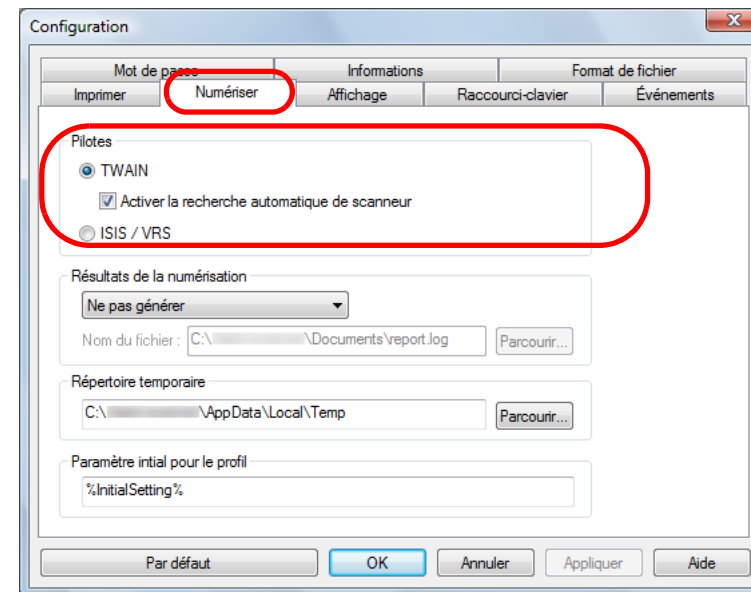 Configuration
Mot de passe Informations Format de fichier
Imprimer Numériser Affichage Raccourci-clavier Événements
Pilotes
TWAIN
Activer la recherche automatique de scanneur
ISIS / VRS
Résultats de la numérisation
Ne pas générer
Nom du fichier : C:\ \Documents\report.log Parcourir...
Répertoire temporaire
C:\ \AppData\Local\Temp Parcourir...
Paramètre intial pour le profil
%InitialSetting%
Par défaut OK Annuler Appliquer Aide